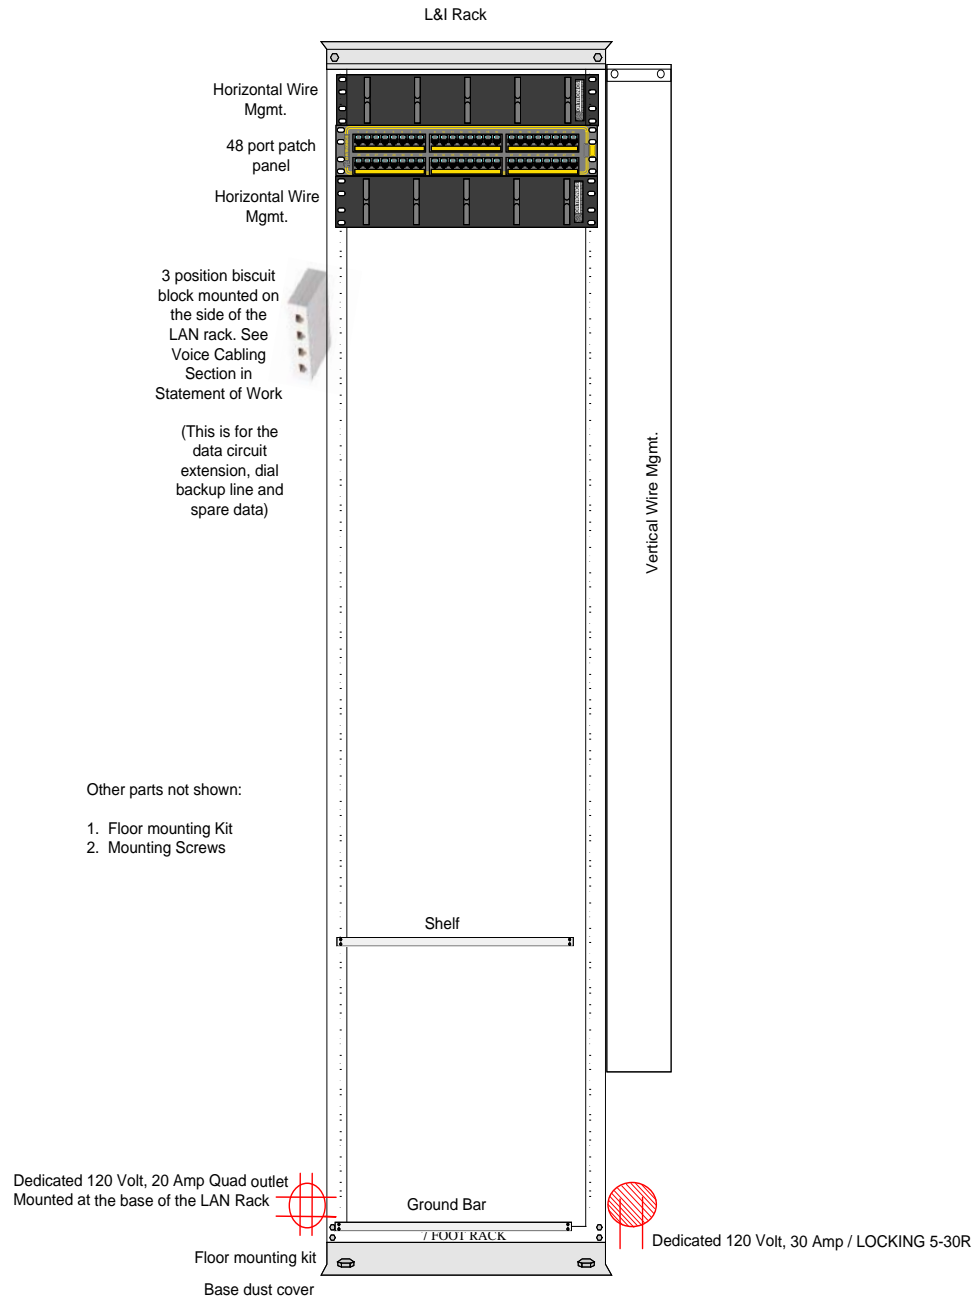 L&I Rack
Horizontal Wire
Mgmt.
48 port patch
panel
Horizontal Wire
Mgmt.
3 position biscuit
block mounted on
the side of the
LAN rack. See
Voice Cabling
Section in
Statement of Work
(This is for the
data circuit
extension, dial
backup line and
spare data)
Vertical Wire Mgmt.
Other parts not shown:
1. Floor mounting Kit
2. Mounting Screws
Shelf
Dedicated 120 Volt, 20 Amp Quad outlet
Mounted at the base of the LAN Rack
Ground Bar
7 FOOT RACK
Dedicated 120 Volt, 30 Amp / LOCKING 5-30R
Floor mounting kit
Base dust cover